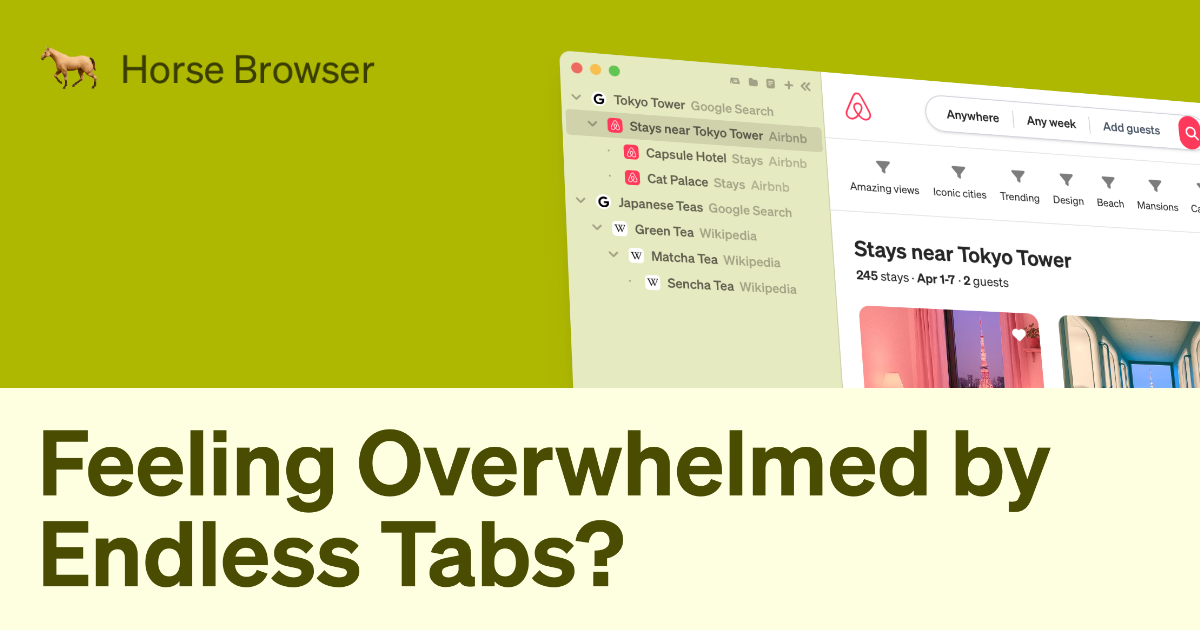 Horse Browser
Tokyo Tower Google Search
Stays near Tokyo Tower Airbnb
Capsule Hotel Stays Airbnb
Cat Palace Stays Airbnb
Japanese Teas Google Search
Green Tea Wikipedia
Matcha Tea Wikipedia
Sencha Tea Wikipedia
Anywhere Any week Add guests
Amazing views Iconic cities Trending Design Beach Mansions Ca
Stays near Tokyo Tower
245 stays · Apr 1-7 · 2 guests
Feeling Overwhelmed by
Endless Tabs?